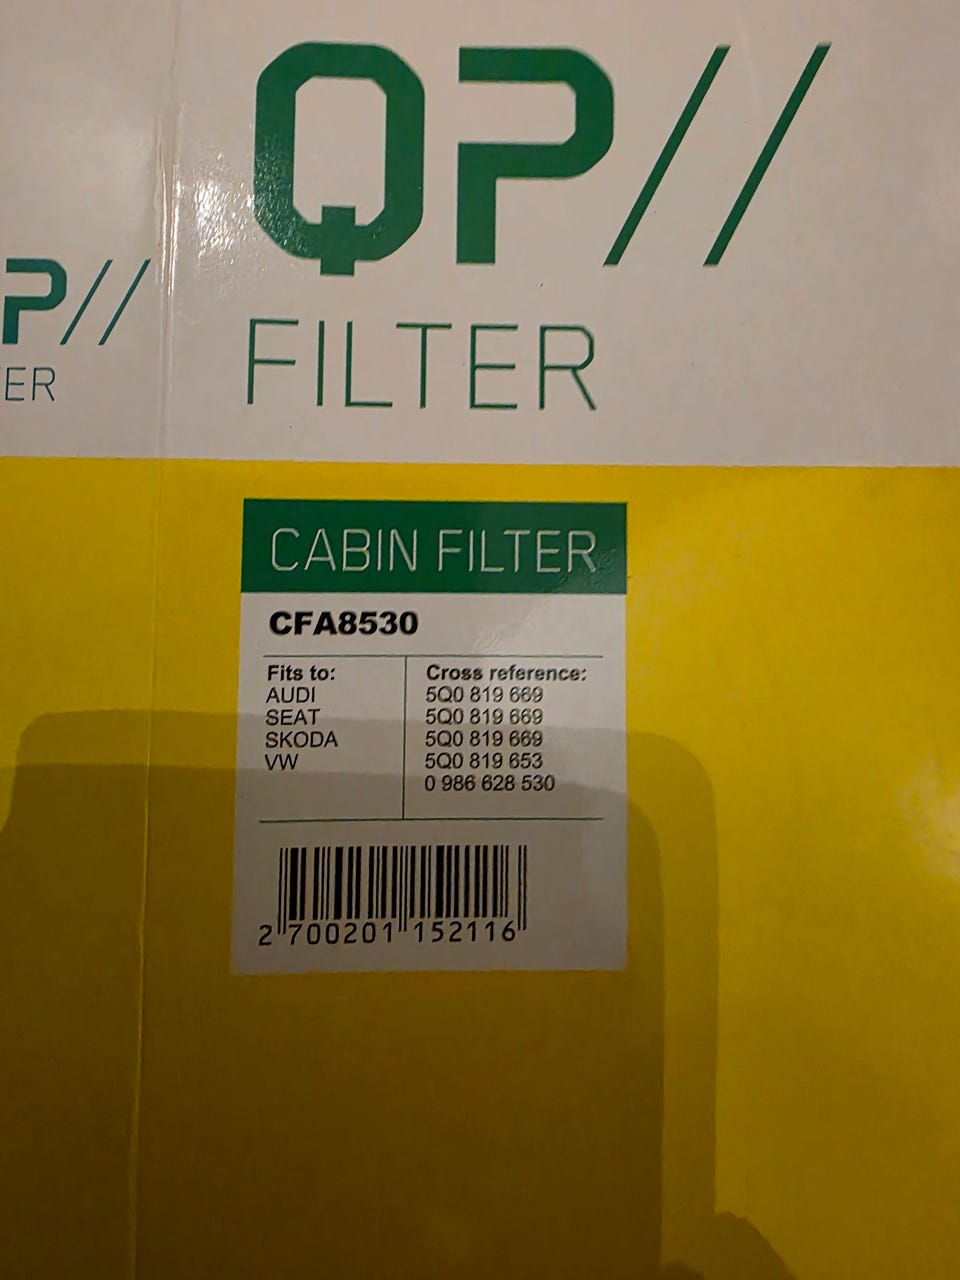 QP//
FILTER
P//
ER
CABIN FILTER
CFA8530
Fits to:
AUDI
SEAT
SKODA
VW
Cross reference:
5Q0 819 669
5Q0 819 669
5Q0 819 669
5Q0 819 653
0 986 628 530
2 700201 152116